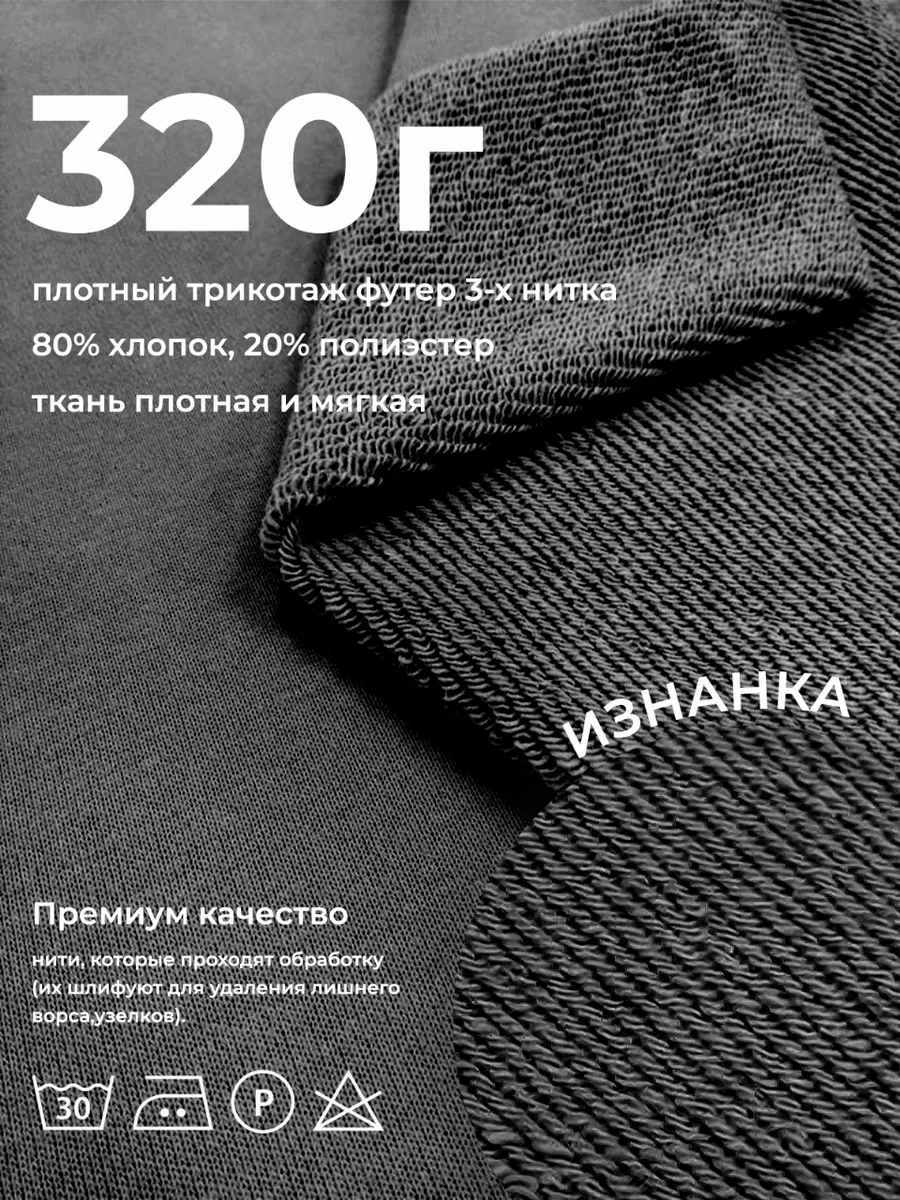 320г
плотный трикотаж футер 3-х нитка
80% хлопок, 20% полиэстер
ткань плотная и мягкая
ИЗНАНКА
Премиум качество
нити, которые проходят обработку
(их шлифуют для удаления лишнего
ворса,узелков).
30
P